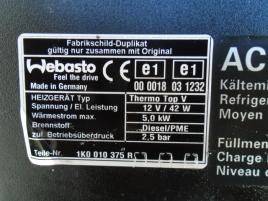 Fabrikschild-Duplikat
gültig nur zusammen mit Original
Webasto CE e1 e1
Feel the drive
Made in Germany 00 0018 03 1232
HEIZGERÄT Typ Thermo Top V
Spannung / El. Leistung 12 V / 42 W
Wärmestrom max. 5,0 kW
Brennstoff Diesel/PME
zul. Betriebsüberdruck 2,5 bar
Teile-Nr. 1K0 010 375 R
AC
Kältemi
Refriger
Moyen
Füllmen
Charge
Niveau d